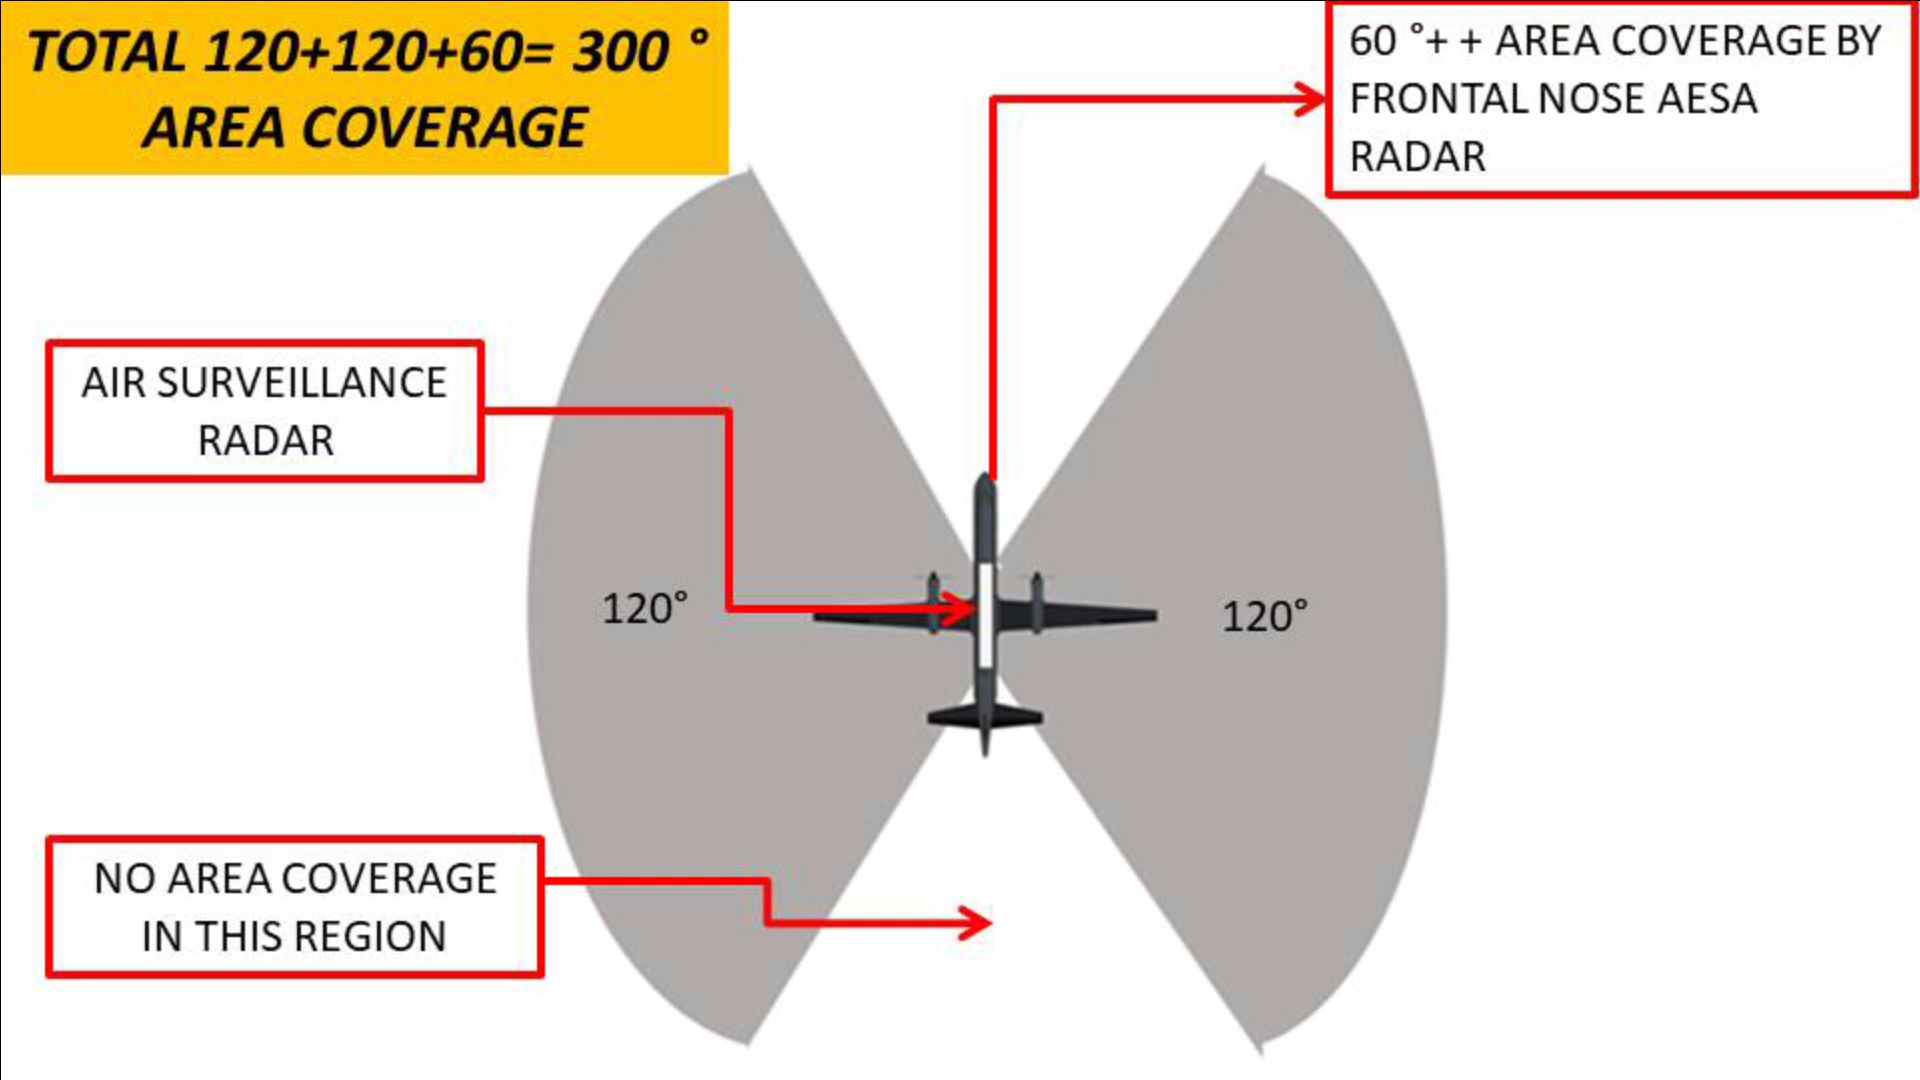 TOTAL 120+120+60= 300 °
AREA COVERAGE
60 °+ + AREA COVERAGE BY
FRONTAL NOSE AESA
RADAR
AIR SURVEILLANCE
RADAR
120°
120°
NO AREA COVERAGE
IN THIS REGION